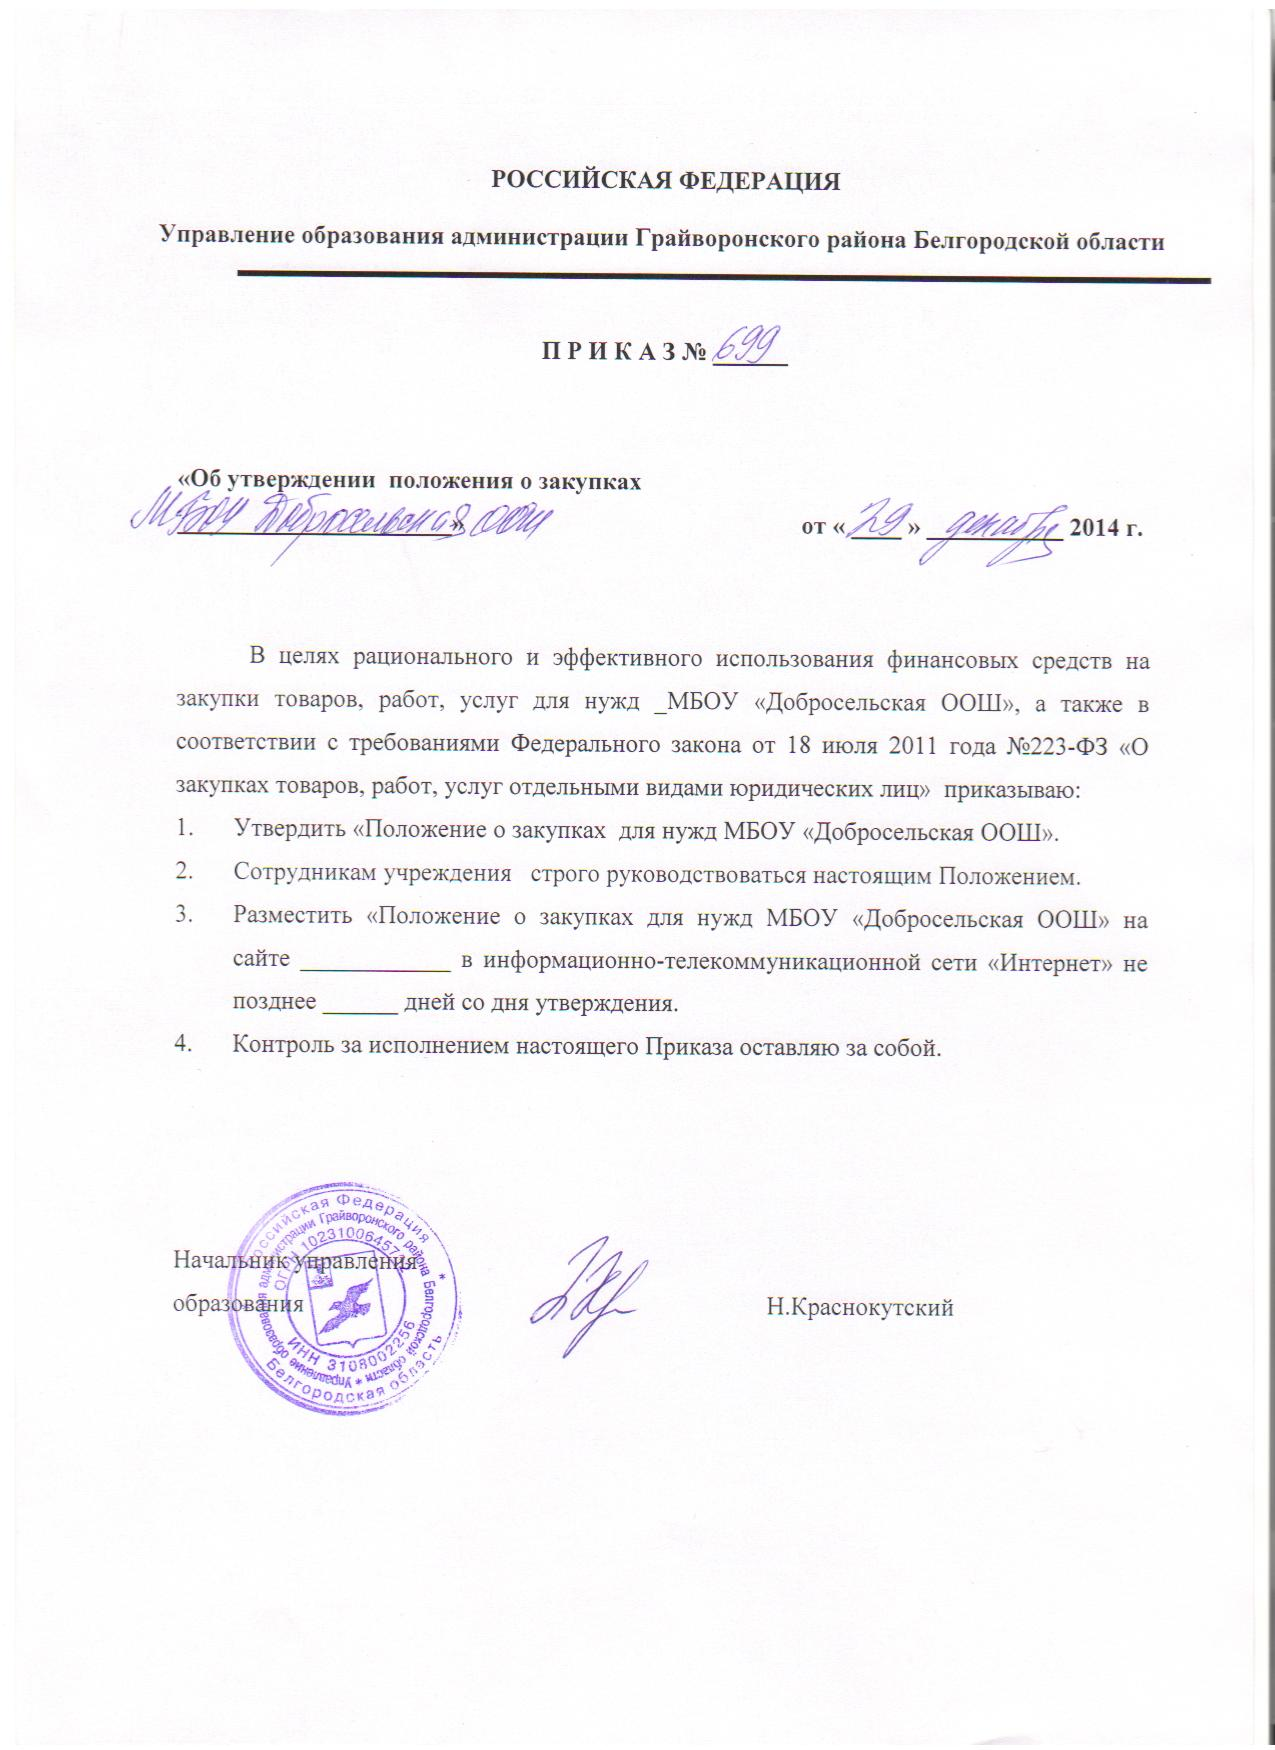 РОССИЙСКАЯ ФЕДЕРАЦИЯ
Управление образования администрации Грайворонского района Белгородской области
П Р И К А З № 699
«Об утверждении положения о закупках
МБОУ Добросельская ООШ» от « 29 » декабря 2014 г.
В целях рационального и эффективного использования финансовых средств на
закупки товаров, работ, услуг для нужд _МБОУ «Добросельская ООШ», а также в
соответствии с требованиями Федерального закона от 18 июля 2011 года №223-ФЗ «О
закупках товаров, работ, услуг отдельными видами юридических лиц» приказываю:
1. Утвердить «Положение о закупках для нужд МБОУ «Добросельская ООШ».
2. Сотрудникам учреждения строго руководствоваться настоящим Положением.
3. Разместить «Положение о закупках для нужд МБОУ «Добросельская ООШ» на
сайте ____________ в информационно-телекоммуникационной сети «Интернет» не
позднее ______ дней со дня утверждения.
4. Контроль за исполнением настоящего Приказа оставляю за собой.
Начальник управления
образования Н.Краснокутский
Российская Федерация * Белгородская область
Управление образования администрации Грайворонского района Белгородской области *
ОГРН
ИНН 3108002256